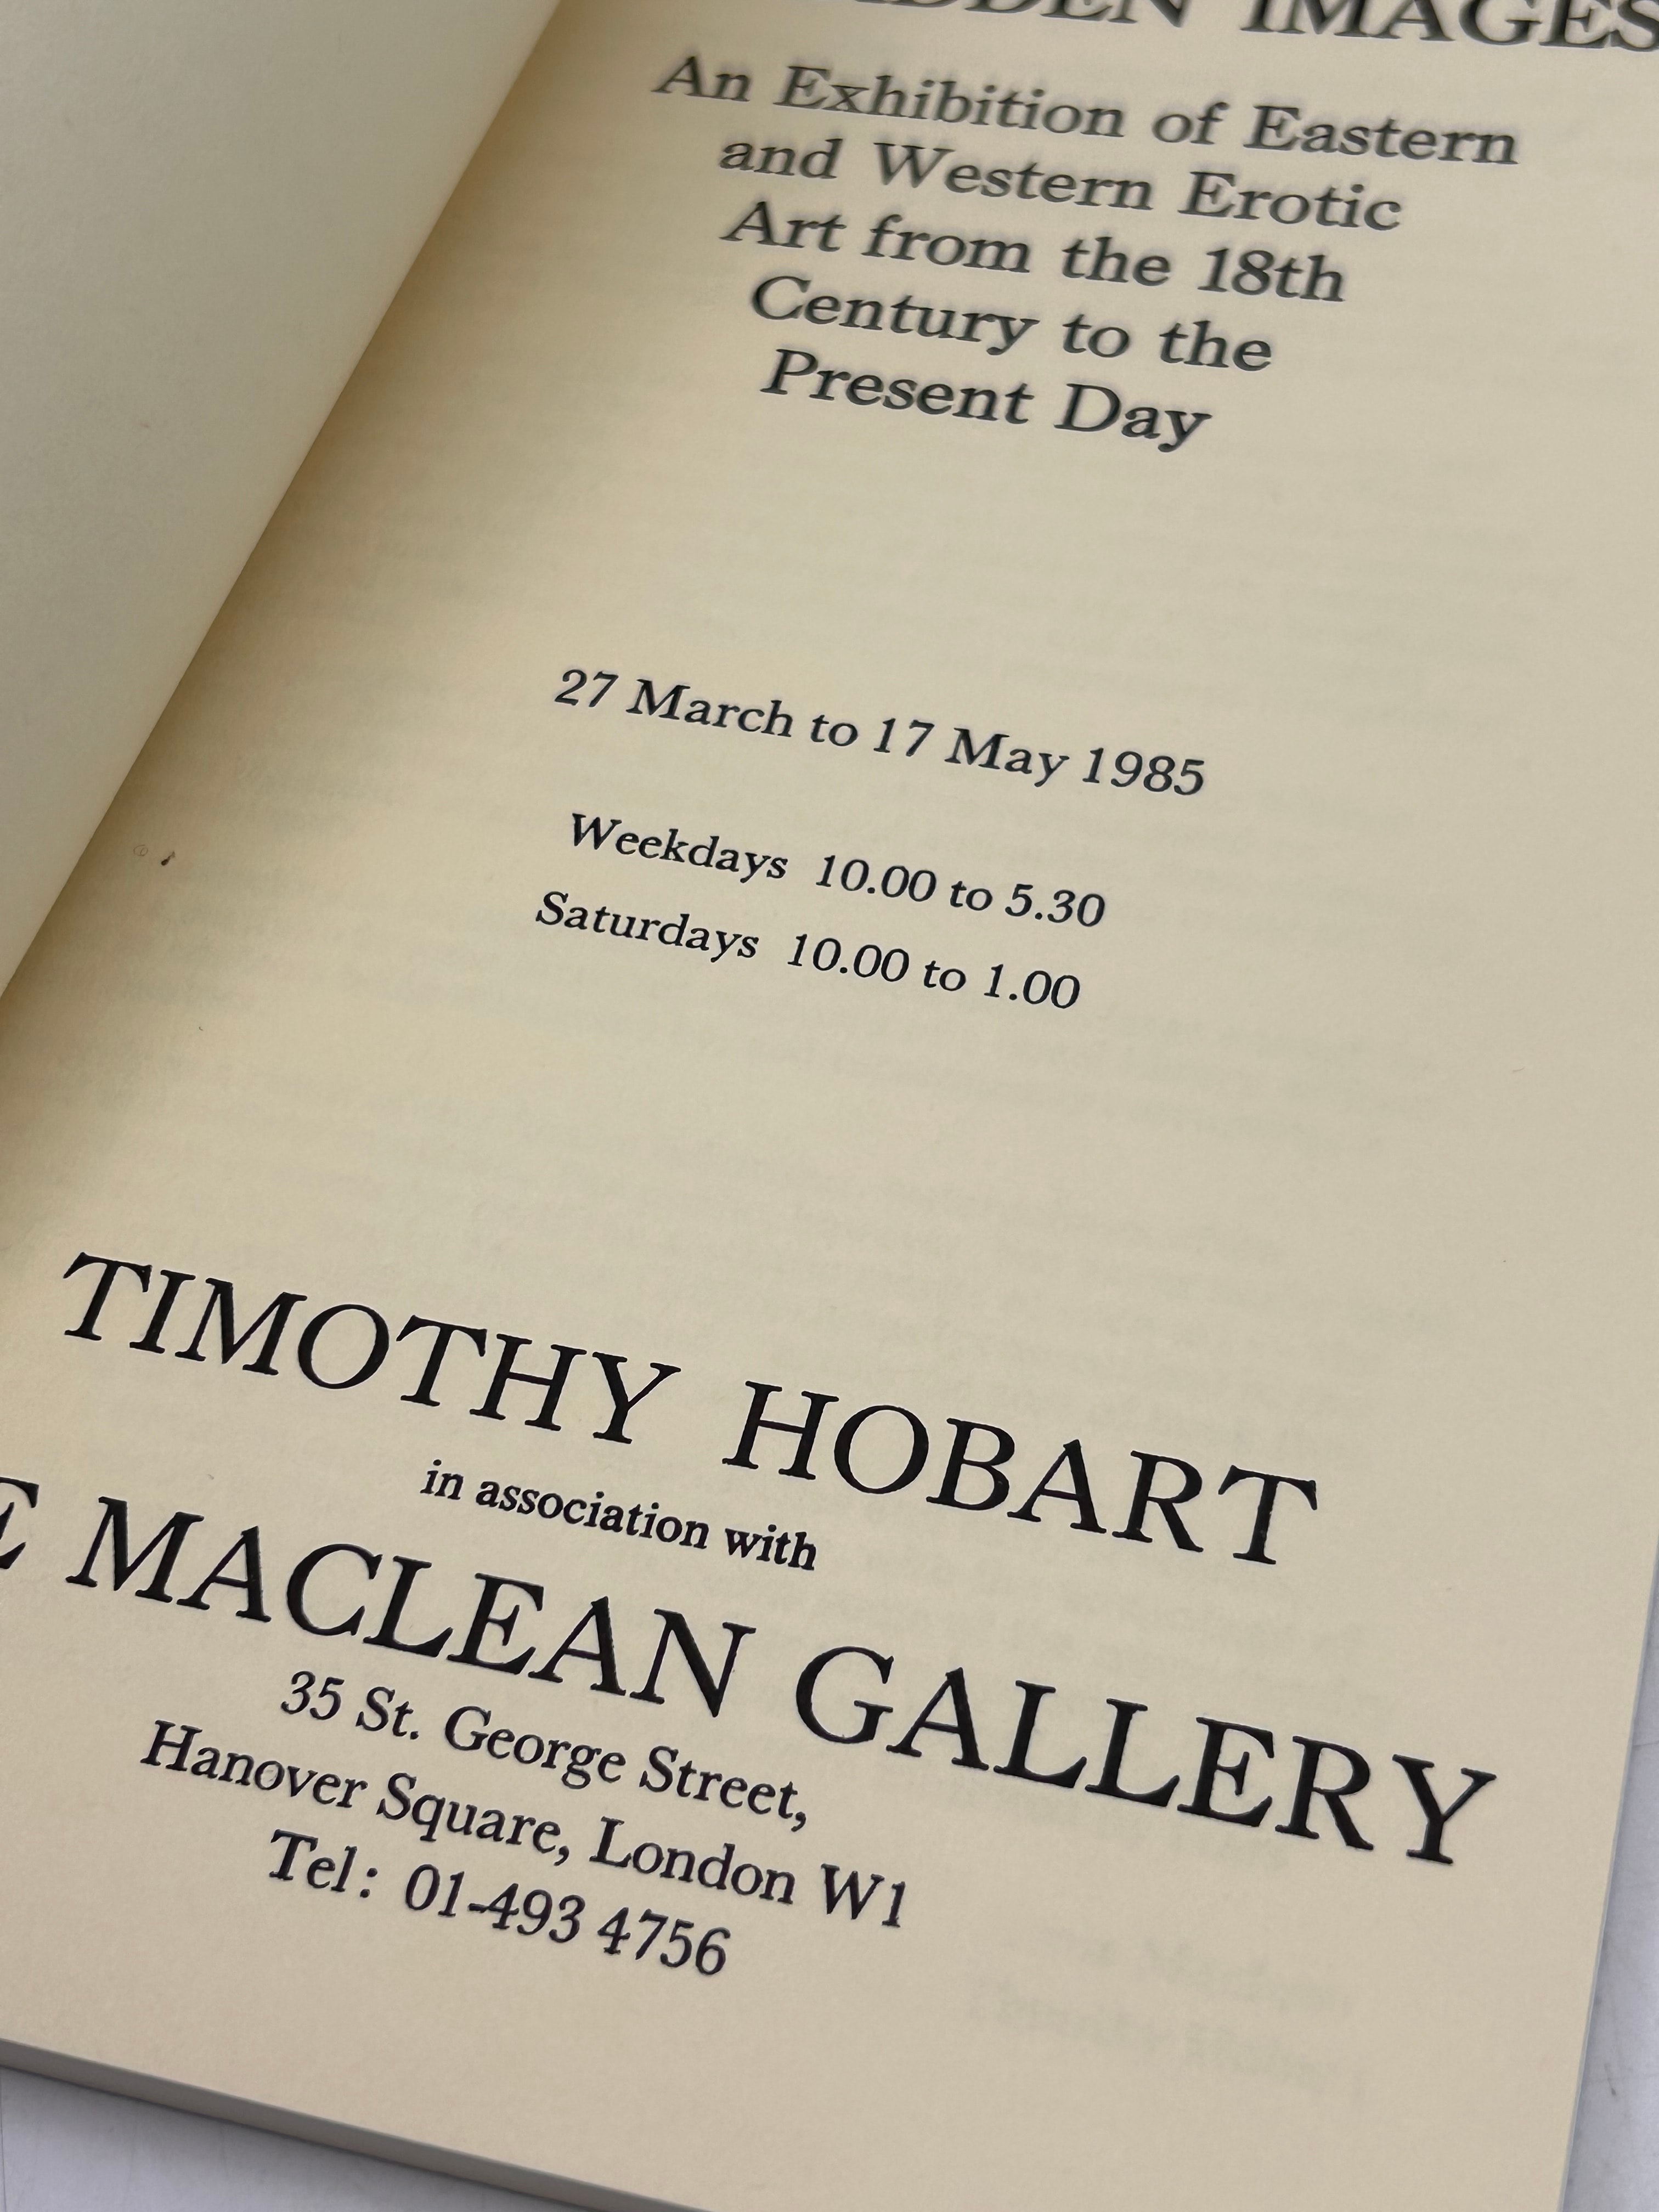 IMAGES
An Exhibition of Eastern
and Western Erotic
Art from the 18th
Century to the
Present Day
27 March to 17 May 1985
Weekdays 10.00 to 5.30
Saturdays 10.00 to 1.00
TIMOTHY HOBART
in association with
MACLEAN GALLERY
35 St. George Street,
Hanover Square, London W1
Tel: 01-493 4756